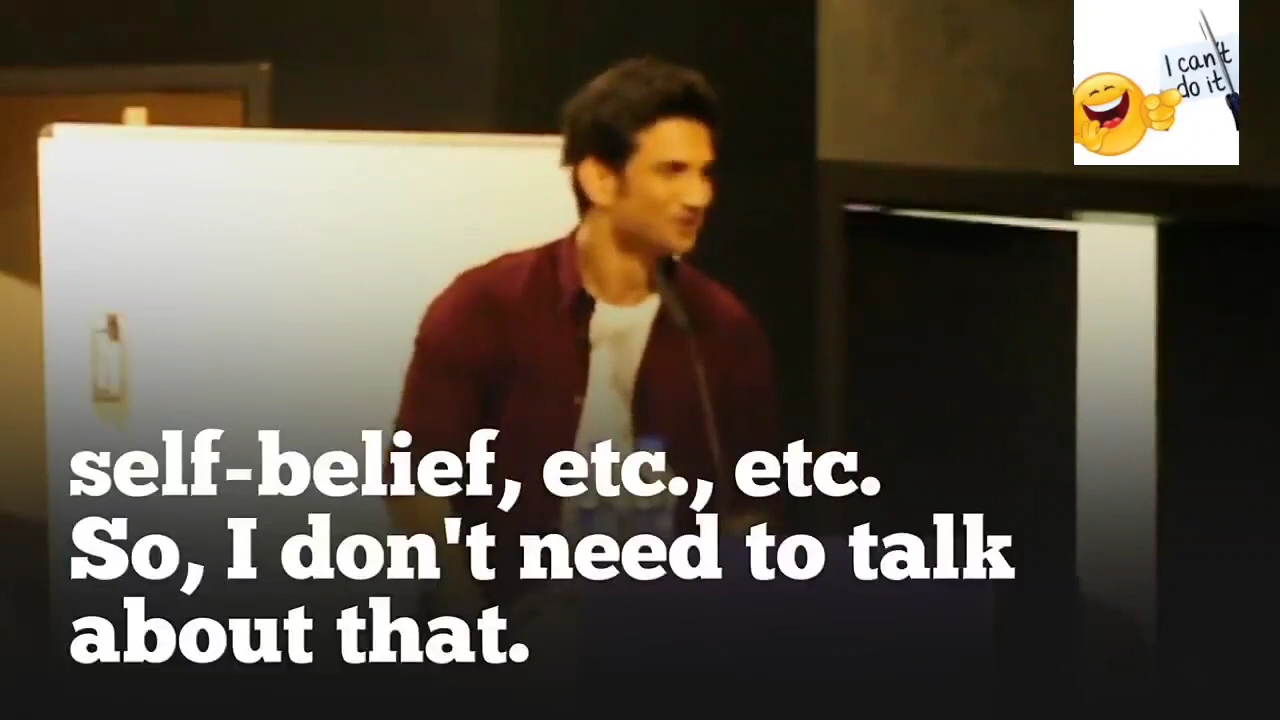 I can't
do it
self-belief, etc., etc.
So, I don't need to talk
about that.